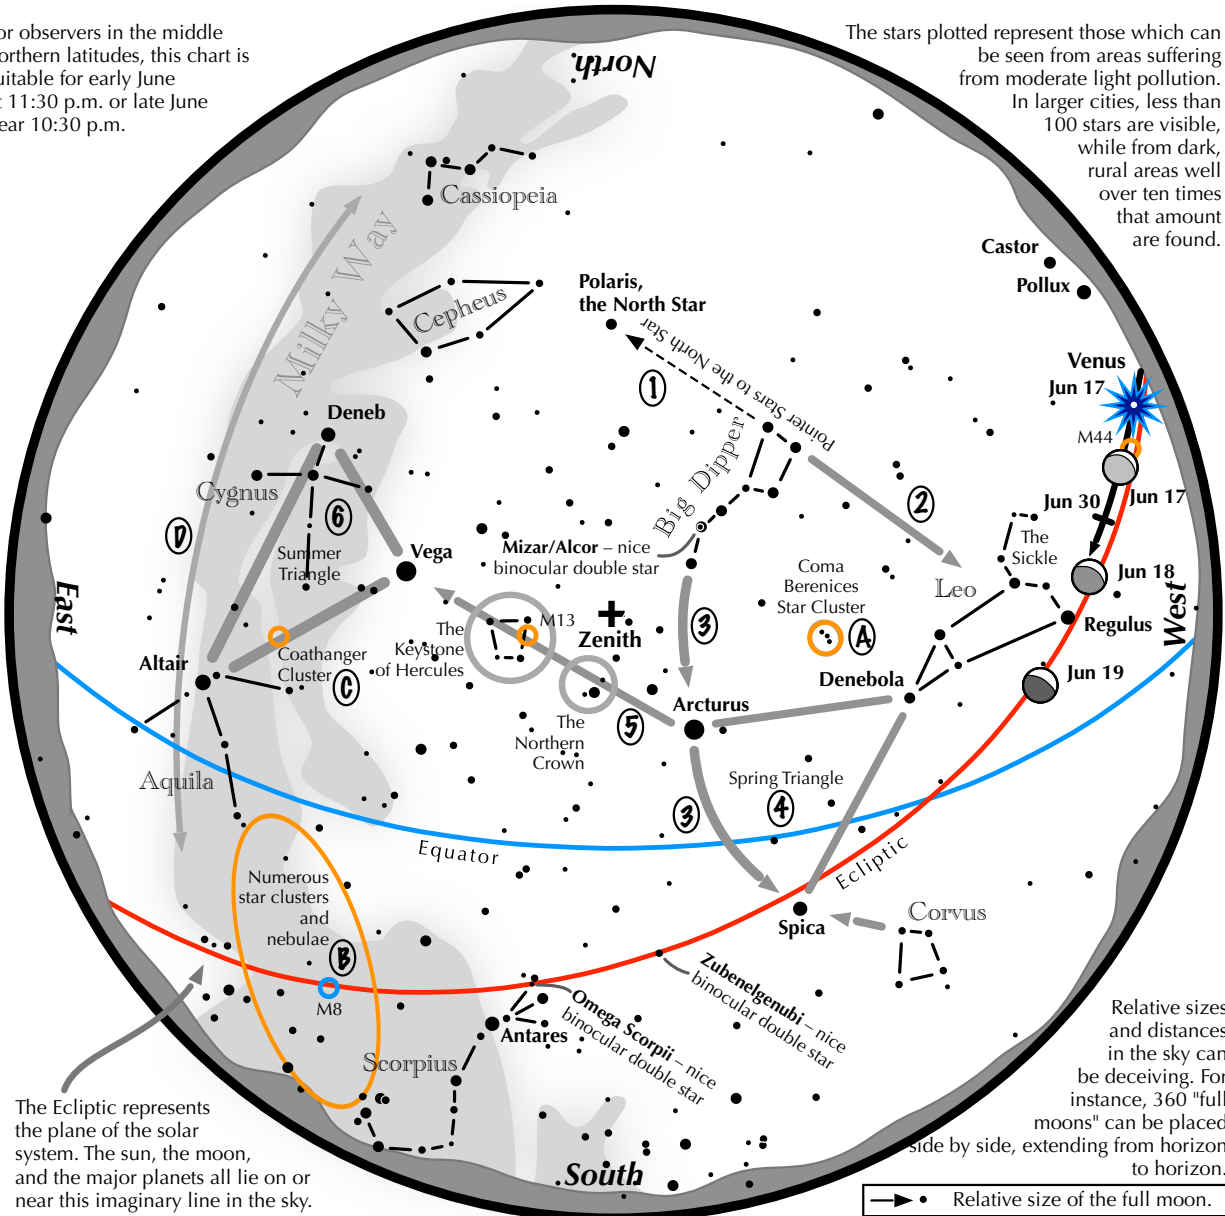 or observers in the middle
orthern latitudes, this chart is
uitable for early June
t 11:30 p.m. or late June
ear 10:30 p.m.
The stars plotted represent those which can
be seen from areas suffering
from moderate light pollution.
In larger cities, less than
100 stars are visible,
while from dark,
rural areas well
over ten times
that amount
are found.
North
Cassiopeia
Milky Way
Cepheus
Polaris,
the North Star
Castor
Pollux
Pointer Stars to the North Star
1
Venus
Jun 17
M44
Jun 17
Jun 30
Jun 18
Jun 19
Deneb
Cygnus
6
D
Summer
Triangle
Vega
Big Dipper
2
Mizar/Alcor – nice
binocular double star
The
Sickle
Leo
Regulus
West
East
Coma
Berenices
Star Cluster
A
3
M13
Zenith
The
Keystone
of Hercules
Altair
Coathanger
Cluster
C
Denebola
Arcturus
5
The
Northern
Crown
Spring Triangle
4
3
Aquila
Equator
Ecliptic
Numerous
star clusters
and
nebulae
B
M8
Spica
Corvus
Zubenelgenubi – nice
binocular double star
Omega Scorpii – nice
binocular double star
Antares
Scorpius
South
The Ecliptic represents
the plane of the solar
system. The sun, the moon,
and the major planets all lie on or
near this imaginary line in the sky.
Relative sizes
and distances
in the sky can
be deceiving. For
instance, 360 "full
moons" can be placed
side by side, extending from horizon
to horizon.
Relative size of the full moon.